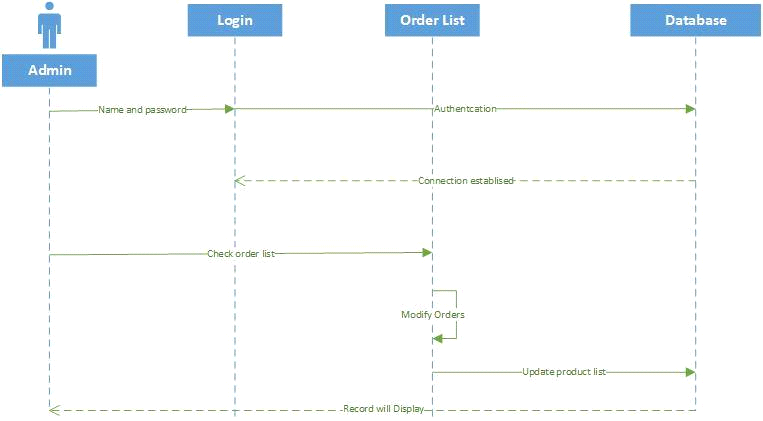 Login
Order List
Database
Admin
Name and password
Authentcation
Connection establised
Check order list
Modify Orders
Update product list
Record will Display